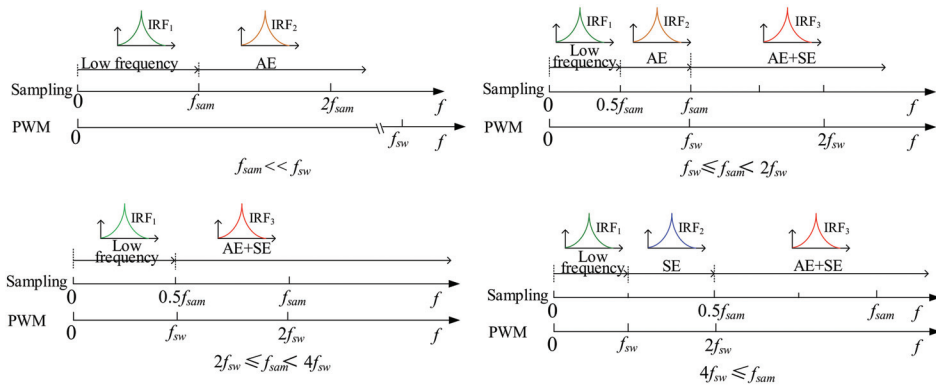 IRF1 IRF2
Low frequency AE
Sampling 0 fsam 2fsam f
PWM 0 fsw f
fsam << fsw
IRF1 IRF2 IRF3
Low frequency AE AE+SE
Sampling 0 0.5fsam fsam f
PWM 0 fsw 2fsw f
fsw ≤ fsam < 2fsw
IRF1 IRF3
Low frequency AE+SE
Sampling 0 0.5fsam fsam f
PWM 0 fsw 2fsw f
2fsw ≤ fsam < 4fsw
IRF1 IRF2 IRF3
Low frequency SE AE+SE
Sampling 0 0.5fsam fsam f
PWM 0 fsw 2fsw f
4fsw ≤ fsam